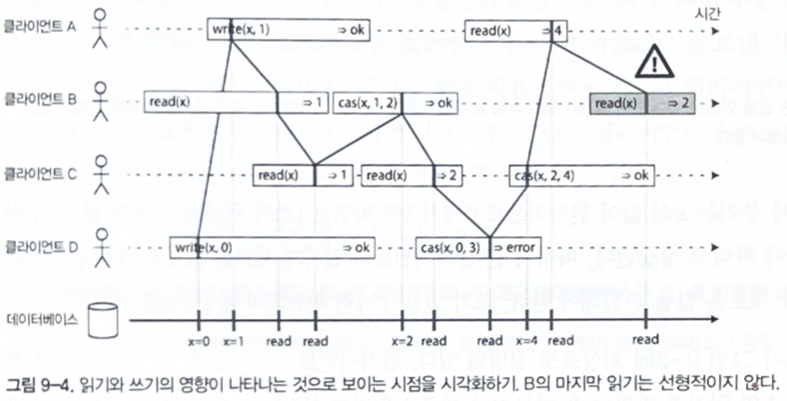 시간
클라이언트 A write(x, 1) ⇒ ok read(x) ⇒ 4
!
클라이언트 B read(x) ⇒ 1 cas(x, 1, 2) ⇒ ok read(x) ⇒ 2
클라이언트 C read(x) ⇒ 1 read(x) ⇒ 2 cas(x, 2, 4) ⇒ ok
클라이언트 D write(x, 0) ⇒ ok cas(x, 0, 3) ⇒ error
데이터베이스
x=0 x=1 read read x=2 read read x=4 read read
그림 9-4. 읽기와 쓰기의 영향이 나타나는 것으로 보이는 시점을 시각화하기. B의 마지막 읽기는 선형적이지 않다.